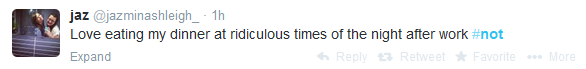 jaz @jazminashleigh_ · 1h
Love eating my dinner at ridiculous times of the night after work #not
Expand Reply Retweet Favorite More